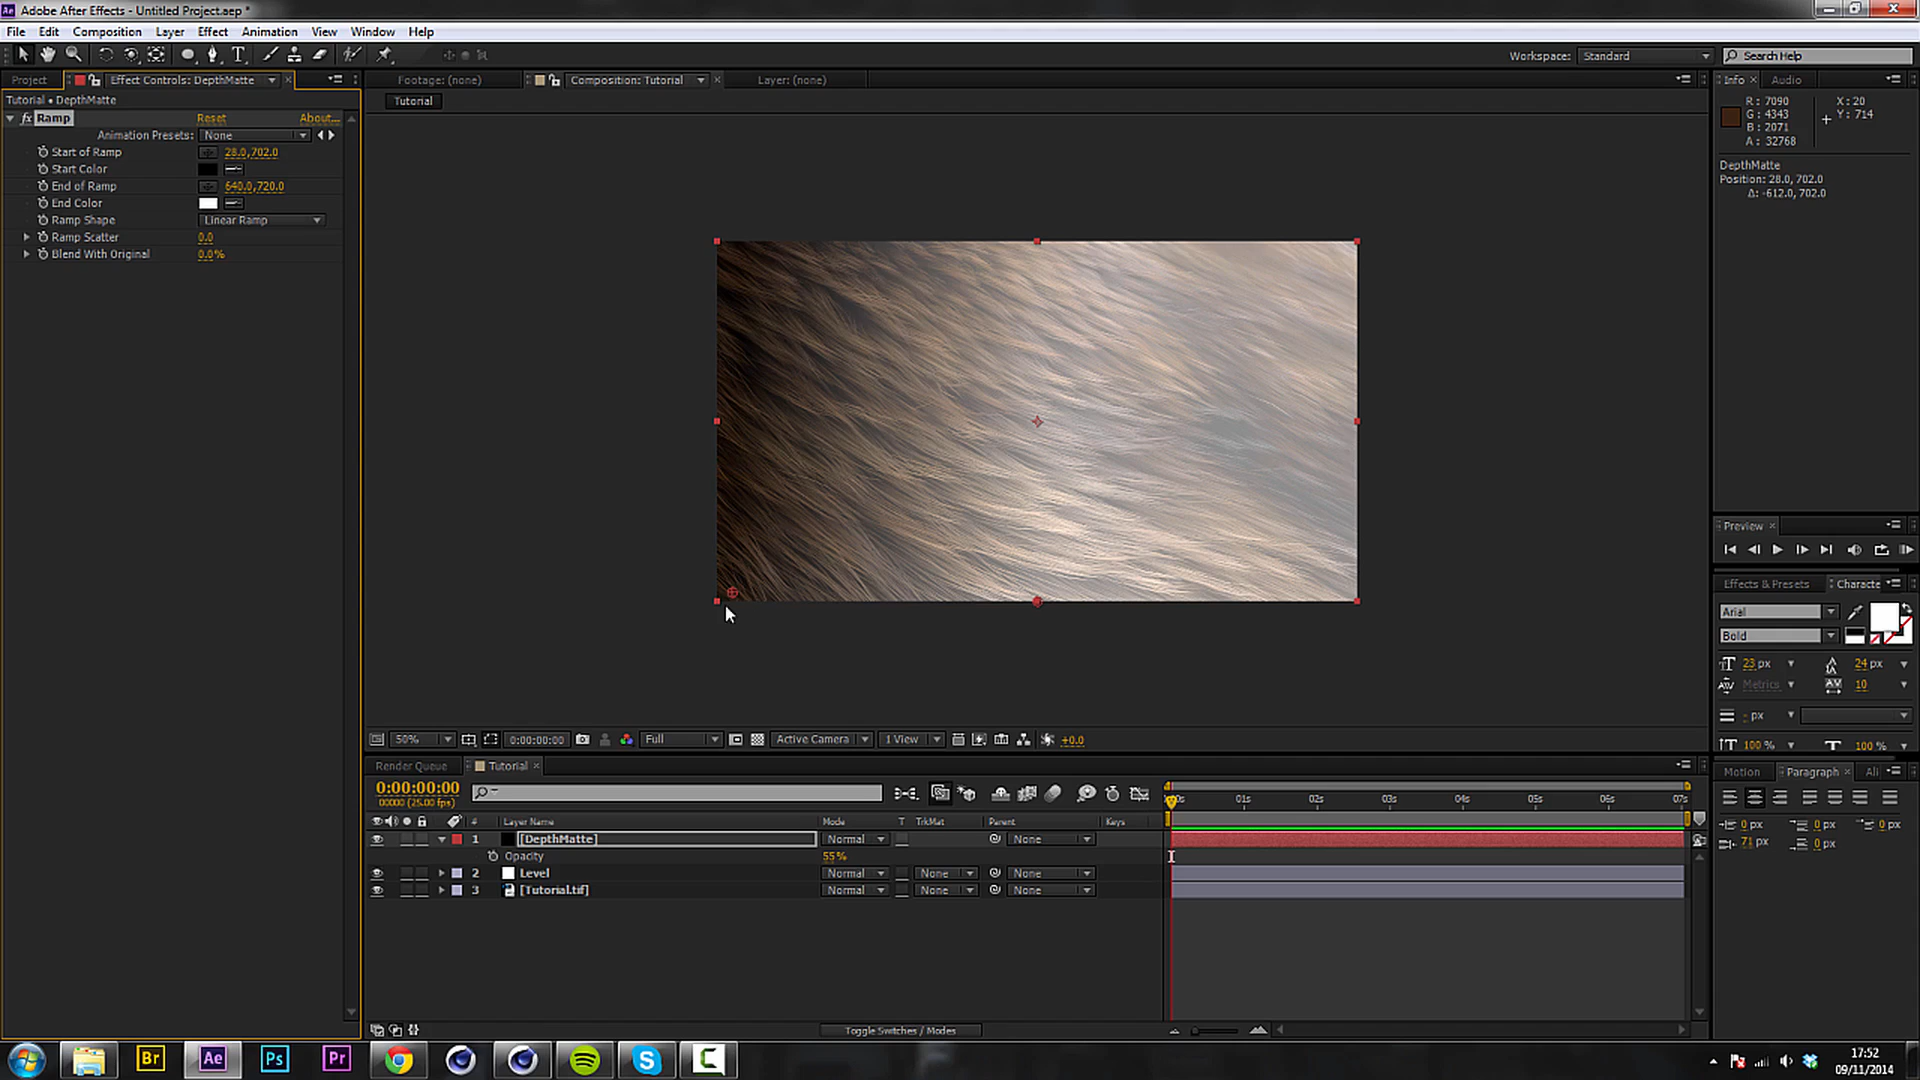 Adobe After Effects - Untitled Project.aep *
File Edit Composition Layer Effect Animation View Window Help
Workspace: Standard Search Help
Project Effect Controls: DepthMatte Footage: (none) Composition: Tutorial Layer: (none) Info Audio
Tutorial • DepthMatte
Tutorial
fx Ramp Reset About...
Animation Presets: None
Start of Ramp 28.0,702.0
Start Color
End of Ramp 640.0,720.0
End Color
Ramp Shape Linear Ramp
Ramp Scatter 0.0
Blend With Original 0.0%
R: 7090 X: 20
G: 4343 Y: 714
B: 2071
A: 32768
DepthMatte
Position: 28.0, 702.0
Δ: -612.0, 702.0
Preview
Effects & Presets Characte
Arial
Bold
23 px 24 px
Metrics 10
- px
100 % 100 %
50% 0:00:00:00 Full Active Camera 1 View +0.0
Render Queue Tutorial
Motion Paragraph Ali
0:00:00:00
00000 (25.00 fps)
0s 01s 02s 03s 04s 05s 06s 07s
# Layer Name Mode T TrkMat Parent Keys
1 [DepthMatte] Normal None
Opacity 55%
2 Level Normal None None
3 [Tutorial.tif] Normal None None
0 px 0 px 0 px
71 px 0 px
Toggle Switches / Modes
Br Ae Ps Pr
17:52
09/11/2014